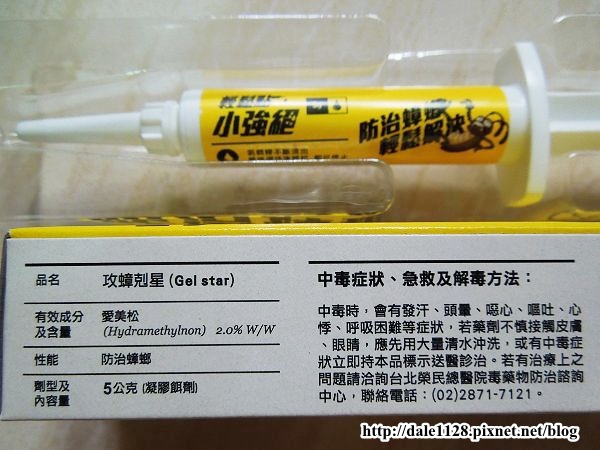 輕鬆點,
小強絕
防治蟑螂
輕鬆解決
品名 攻蟑剋星 (Gel star)
有效成分及含量 愛美松 (Hydramethylnon) 2.0% W/W
性能 防治蟑螂
劑型及內容量 5公克 (凝膠餌劑)
中毒症狀、急救及解毒方法：
中毒時，會有發汗、頭暈、噁心、嘔吐、心
悸、呼吸困難等症狀，若藥劑不慎接觸皮膚
、眼睛，應先用大量清水沖洗，或有中毒症
狀立即持本品標示送醫診治。若有治療上之
問題請洽詢台北榮民總醫院毒藥物防治諮詢
中心，聯絡電話：(02)2871-7121。
http://dale1128.pixnet.net/blog